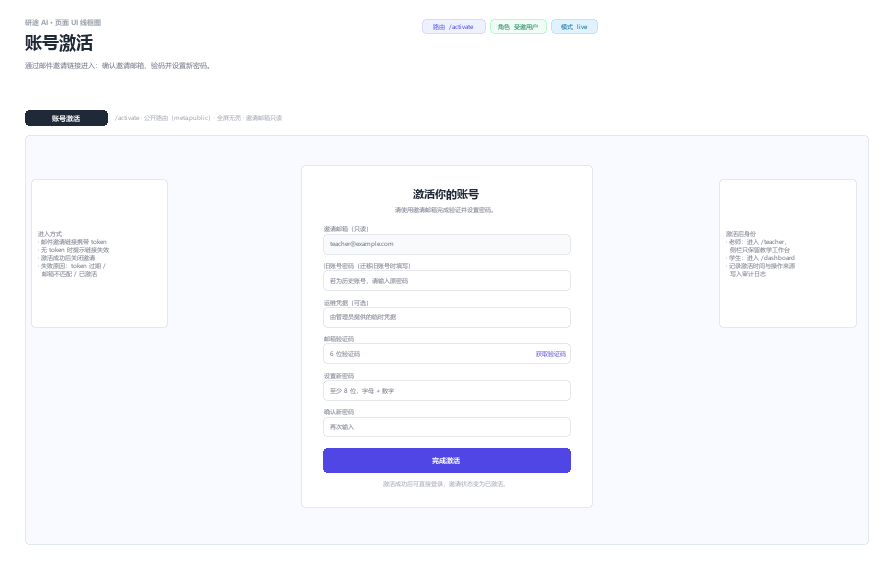 研途 AI · 页面 UI 线框图
账号激活
通过邮件邀请链接进入：确认邀请邮箱、验码并设置新密码。
路由 /activate
角色 受邀用户
模式 live
账号激活
/activate · 公开路由（meta.public）· 全屏无壳 · 邀请邮箱只读
进入方式
· 邮件邀请链接携带 token
· 无 token 时提示链接失效
· 激活成功后关闭邀请
· 失败原因：token 过期 /
邮箱不匹配 / 已激活
激活你的账号
请使用邀请邮箱完成验证并设置密码。
邀请邮箱（只读）
teacher@example.com
旧账号密码（迁移旧账号时填写）
若为历史账号，请输入原密码
运维凭据（可选）
由管理员提供的临时凭据
邮箱验证码
6 位验证码
获取验证码
设置新密码
至少 8 位，字母 + 数字
确认新密码
再次输入
完成激活
激活成功后可直接登录，邀请状态变为已激活。
激活后身份
· 老师：进入 /teacher，
侧栏只保留教学工作台
· 学生：进入 /dashboard
· 记录激活时间与操作来源
写入审计日志